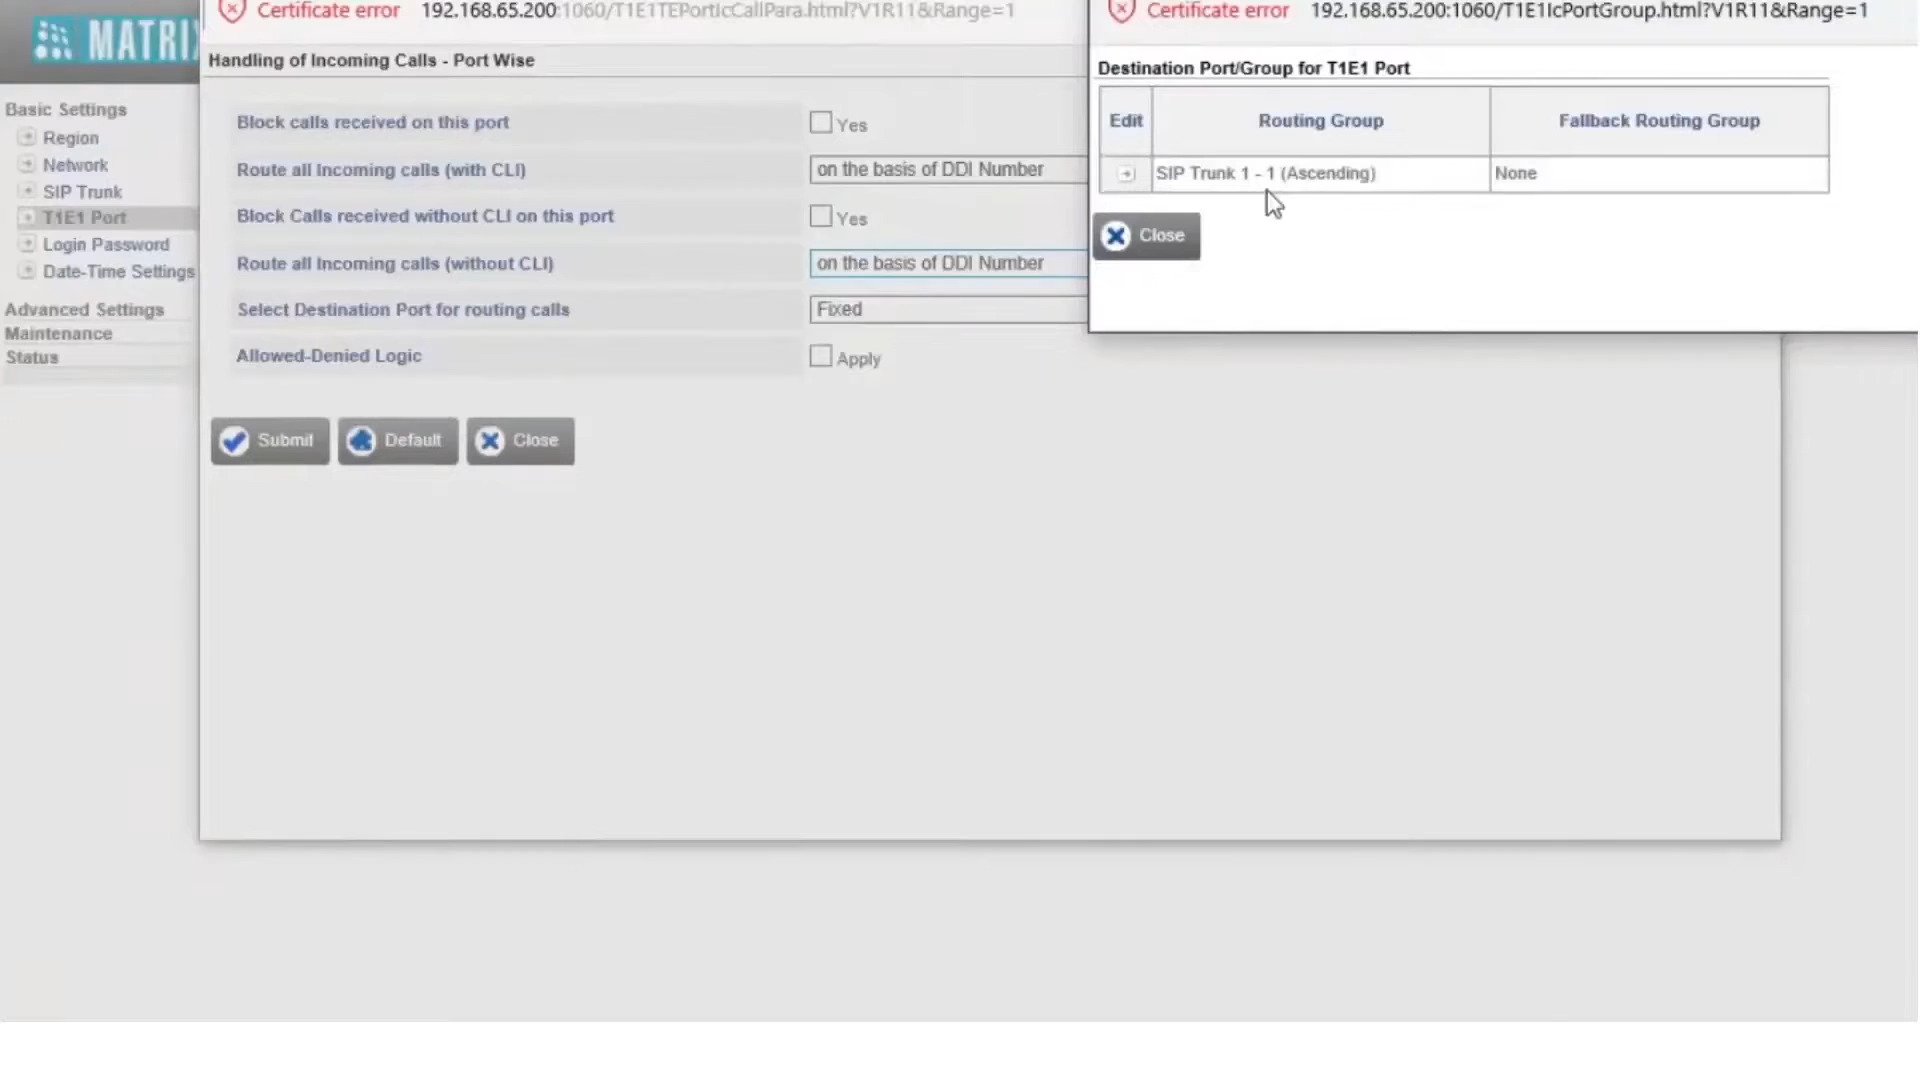 MATRIX
Basic Settings
Region
Network
SIP Trunk
T1E1 Port
Login Password
Date-Time Settings
Advanced Settings
Maintenance
Status
Certificate error 192.168.65.200:1060/T1E1TEPortIcCallPara.html?V1R11&Range=1
Handling of Incoming Calls - Port Wise
Block calls received on this port Yes
Route all Incoming calls (with CLI) on the basis of DDI Number
Block Calls received without CLI on this port Yes
Route all Incoming calls (without CLI) on the basis of DDI Number
Select Destination Port for routing calls Fixed
Allowed-Denied Logic Apply
Submit Default Close
Certificate error 192.168.65.200:1060/T1E1IcPortGroup.html?V1R11&Range=1
Destination Port/Group for T1E1 Port
Edit Routing Group Fallback Routing Group
SIP Trunk 1 - 1 (Ascending) None
Close